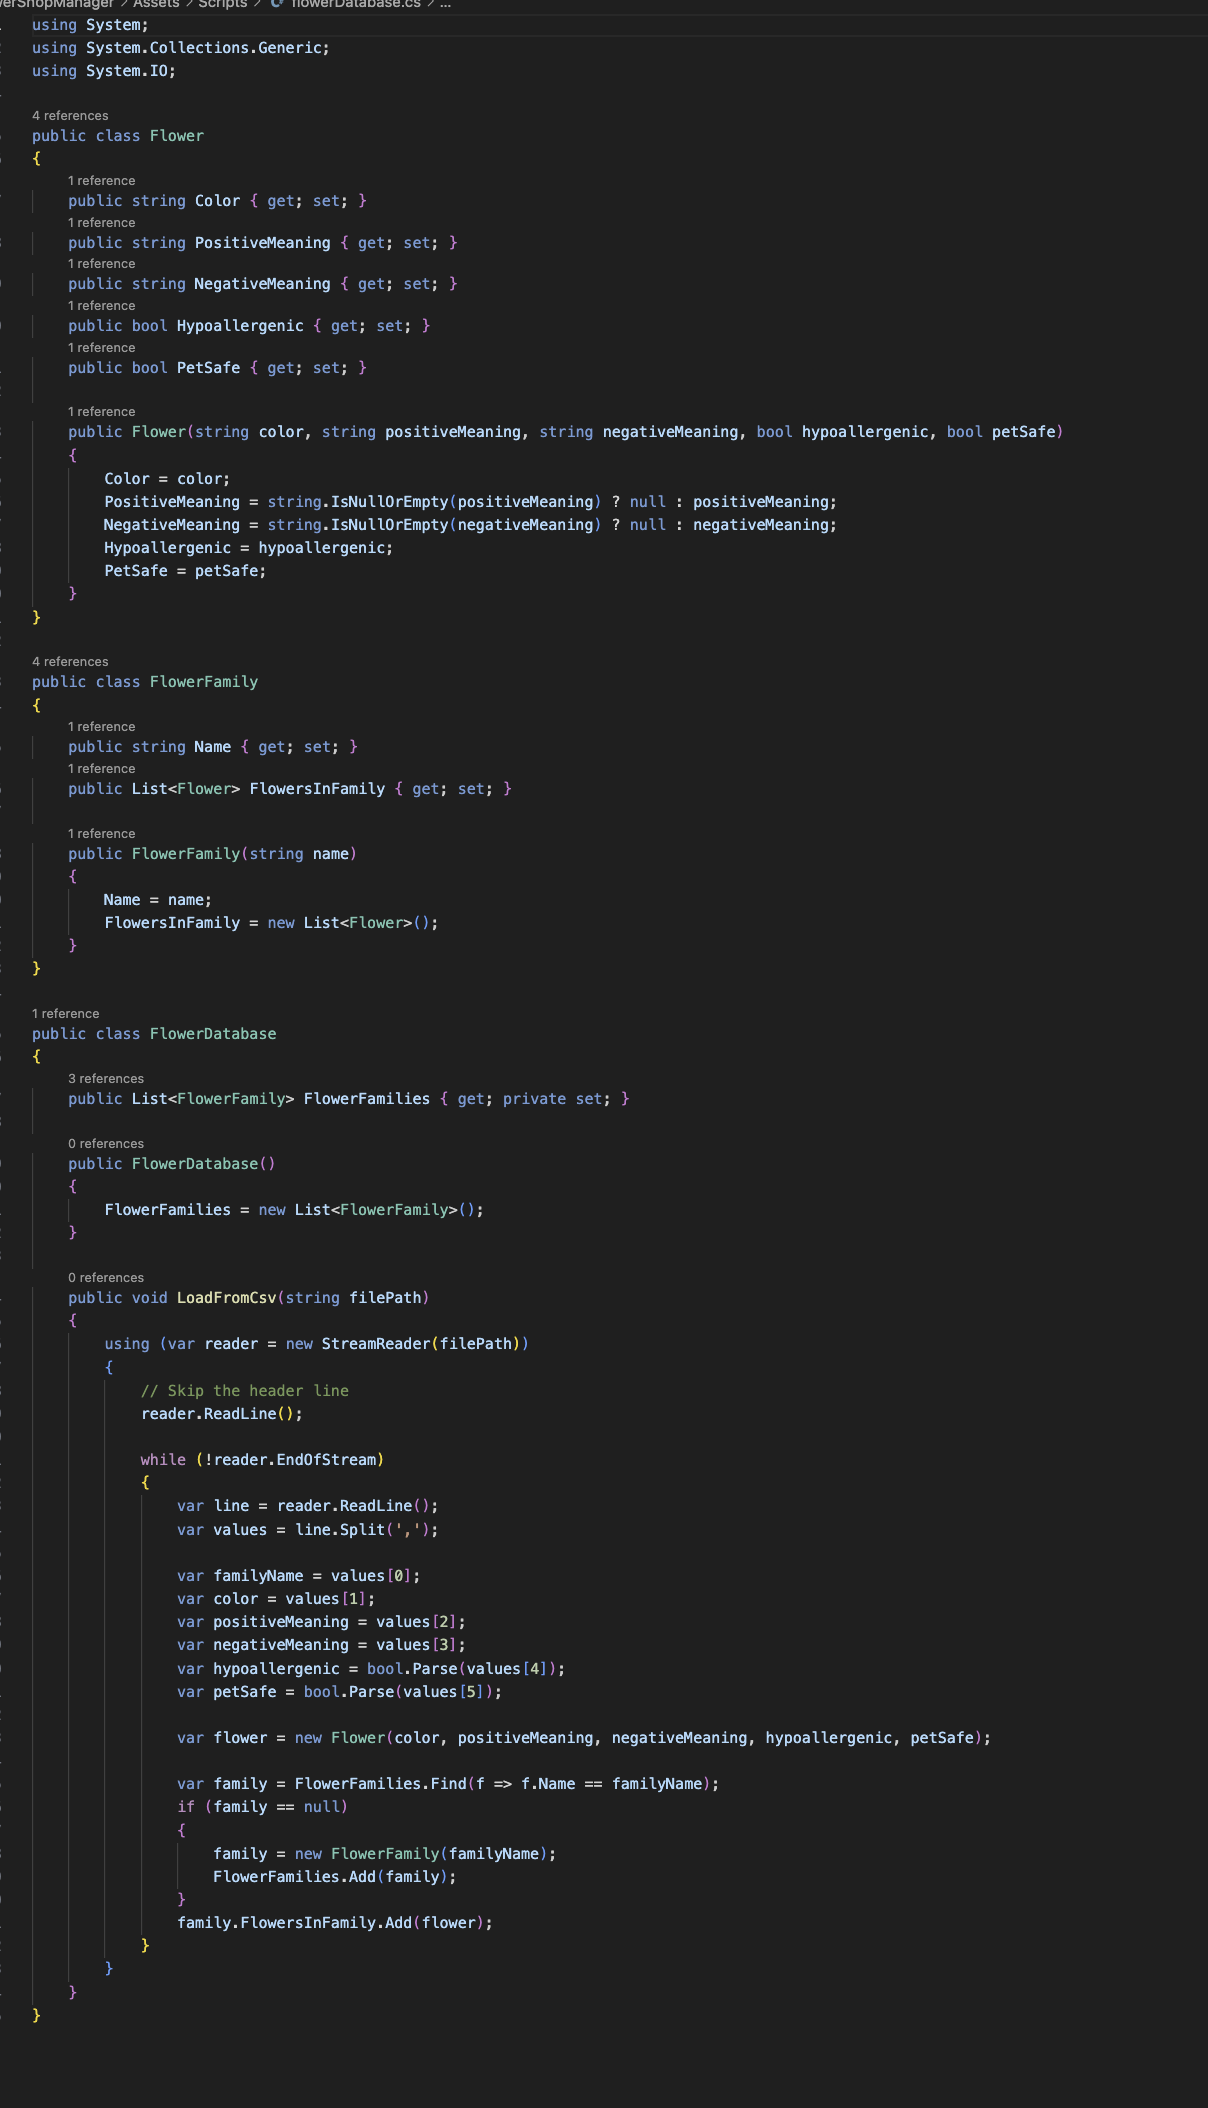 Assets > Scripts > flowerDatabase.cs > ...
using System;
using System.Collections.Generic;
using System.IO;
4 references
public class Flower
{
1 reference
public string Color { get; set; }
1 reference
public string PositiveMeaning { get; set; }
1 reference
public string NegativeMeaning { get; set; }
1 reference
public bool Hypoallergenic { get; set; }
1 reference
public bool PetSafe { get; set; }
1 reference
public Flower(string color, string positiveMeaning, string negativeMeaning, bool hypoallergenic, bool petSafe)
{
Color = color;
PositiveMeaning = string.IsNullOrEmpty(positiveMeaning) ? null : positiveMeaning;
NegativeMeaning = string.IsNullOrEmpty(negativeMeaning) ? null : negativeMeaning;
Hypoallergenic = hypoallergenic;
PetSafe = petSafe;
}
}
4 references
public class FlowerFamily
{
1 reference
public string Name { get; set; }
1 reference
public List<Flower> FlowersInFamily { get; set; }
1 reference
public FlowerFamily(string name)
{
Name = name;
FlowersInFamily = new List<Flower>();
}
}
1 reference
public class FlowerDatabase
{
3 references
public List<FlowerFamily> FlowerFamilies { get; private set; }
0 references
public FlowerDatabase()
{
FlowerFamilies = new List<FlowerFamily>();
}
0 references
public void LoadFromCsv(string filePath)
{
using (var reader = new StreamReader(filePath))
{
// Skip the header line
reader.ReadLine();
while (!reader.EndOfStream)
{
var line = reader.ReadLine();
var values = line.Split(',');
var familyName = values[0];
var color = values[1];
var positiveMeaning = values[2];
var negativeMeaning = values[3];
var hypoallergenic = bool.Parse(values[4]);
var petSafe = bool.Parse(values[5]);
var flower = new Flower(color, positiveMeaning, negativeMeaning, hypoallergenic, petSafe);
var family = FlowerFamilies.Find(f => f.Name == familyName);
if (family == null)
{
family = new FlowerFamily(familyName);
FlowerFamilies.Add(family);
}
family.FlowersInFamily.Add(flower);
}
}
}
}